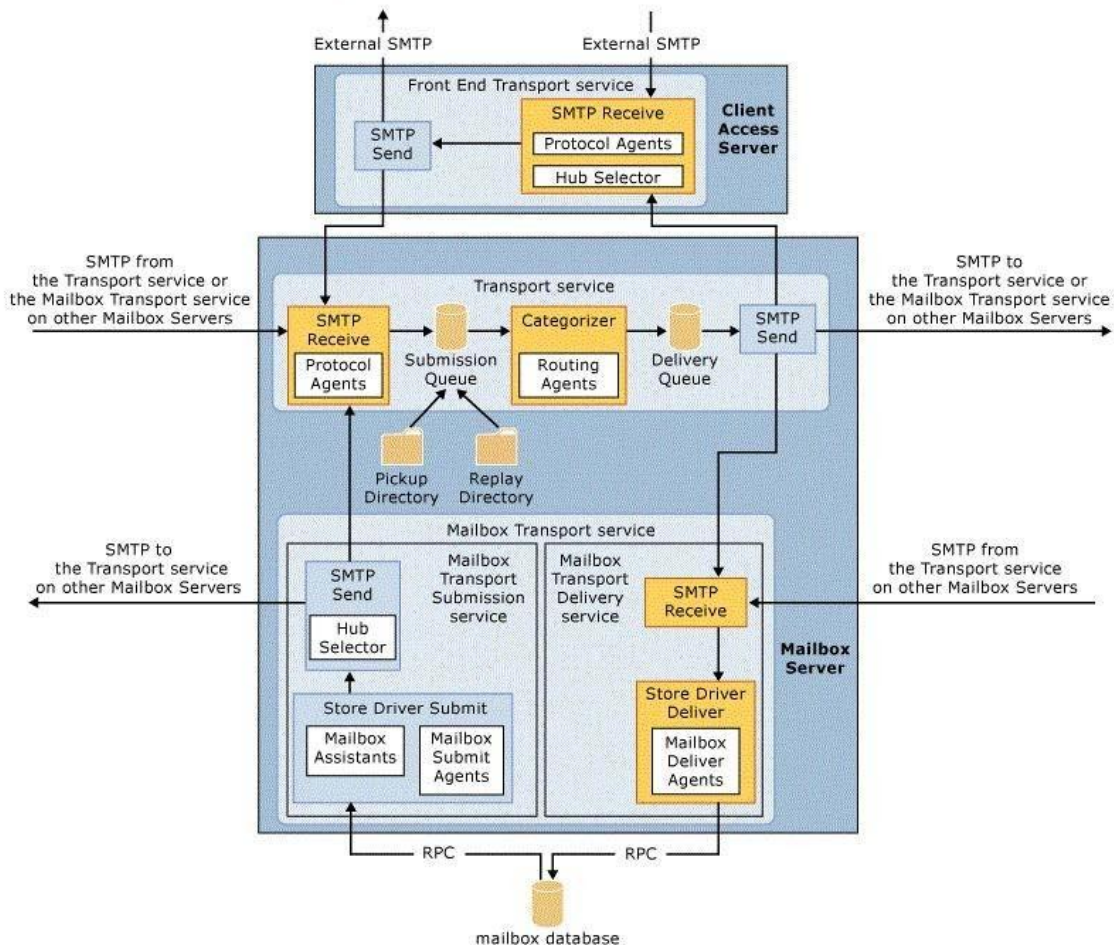 External SMTP
External SMTP
Front End Transport service
SMTP Receive
Protocol Agents
Hub Selector
SMTP
Send
Client
Access
Server
SMTP from
the Transport service or
the Mailbox Transport service
on other Mailbox Servers
Transport service
SMTP
Receive
Protocol
Agents
Submission
Queue
Categorizer
Routing
Agents
Delivery
Queue
SMTP
Send
SMTP to
the Transport service or
the Mailbox Transport service
on other Mailbox Servers
Pickup
Directory
Replay
Directory
Mailbox Transport service
SMTP to
the Transport service
on other Mailbox Servers
SMTP
Send
Hub
Selector
Mailbox
Transport
Submission
service
Mailbox
Transport
Delivery
service
SMTP
Receive
SMTP from
the Transport service
on other Mailbox Servers
Mailbox
Server
Store Driver Submit
Mailbox
Assistants
Mailbox
Submit
Agents
Store Driver
Deliver
Mailbox
Deliver
Agents
RPC
RPC
mailbox database